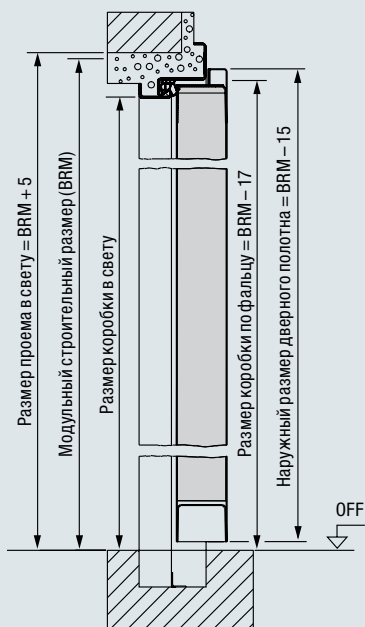 Размер проема в свету = BRM + 5
Модульный строительный размер (BRM)
Размер коробки в свету
Размер коробки по фальцу = BRM – 17
Наружный размер дверного полотна = BRM – 15
OFF